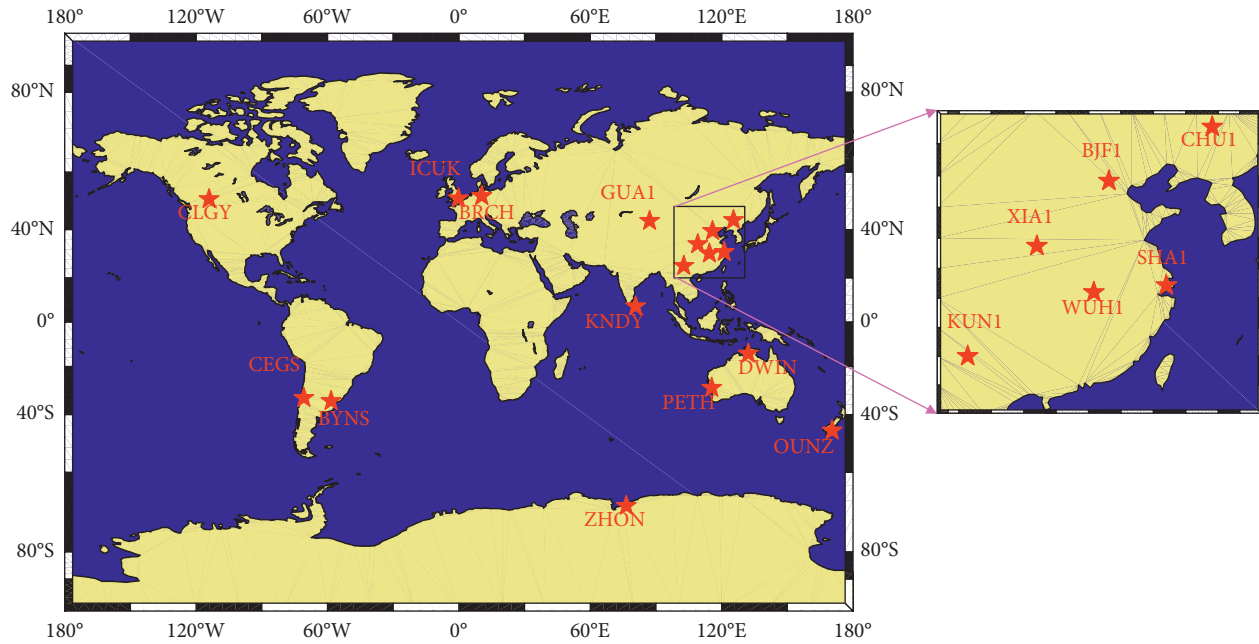 180° 120°W 60°W 0° 60°E 120°E 180°
80°N 80°N
CHU1
BJF1
ICUK
GUA1
CLGY BRCH
XIA1
40°N 40°N
SHA1
WUH1
KUN1
0° KNDY 0°
CEGS DWIN
PETH
BYNS
40°S 40°S
OUNZ
ZHON
80°S 80°S
180° 120°W 60°W 0° 60°E 120°E 180°